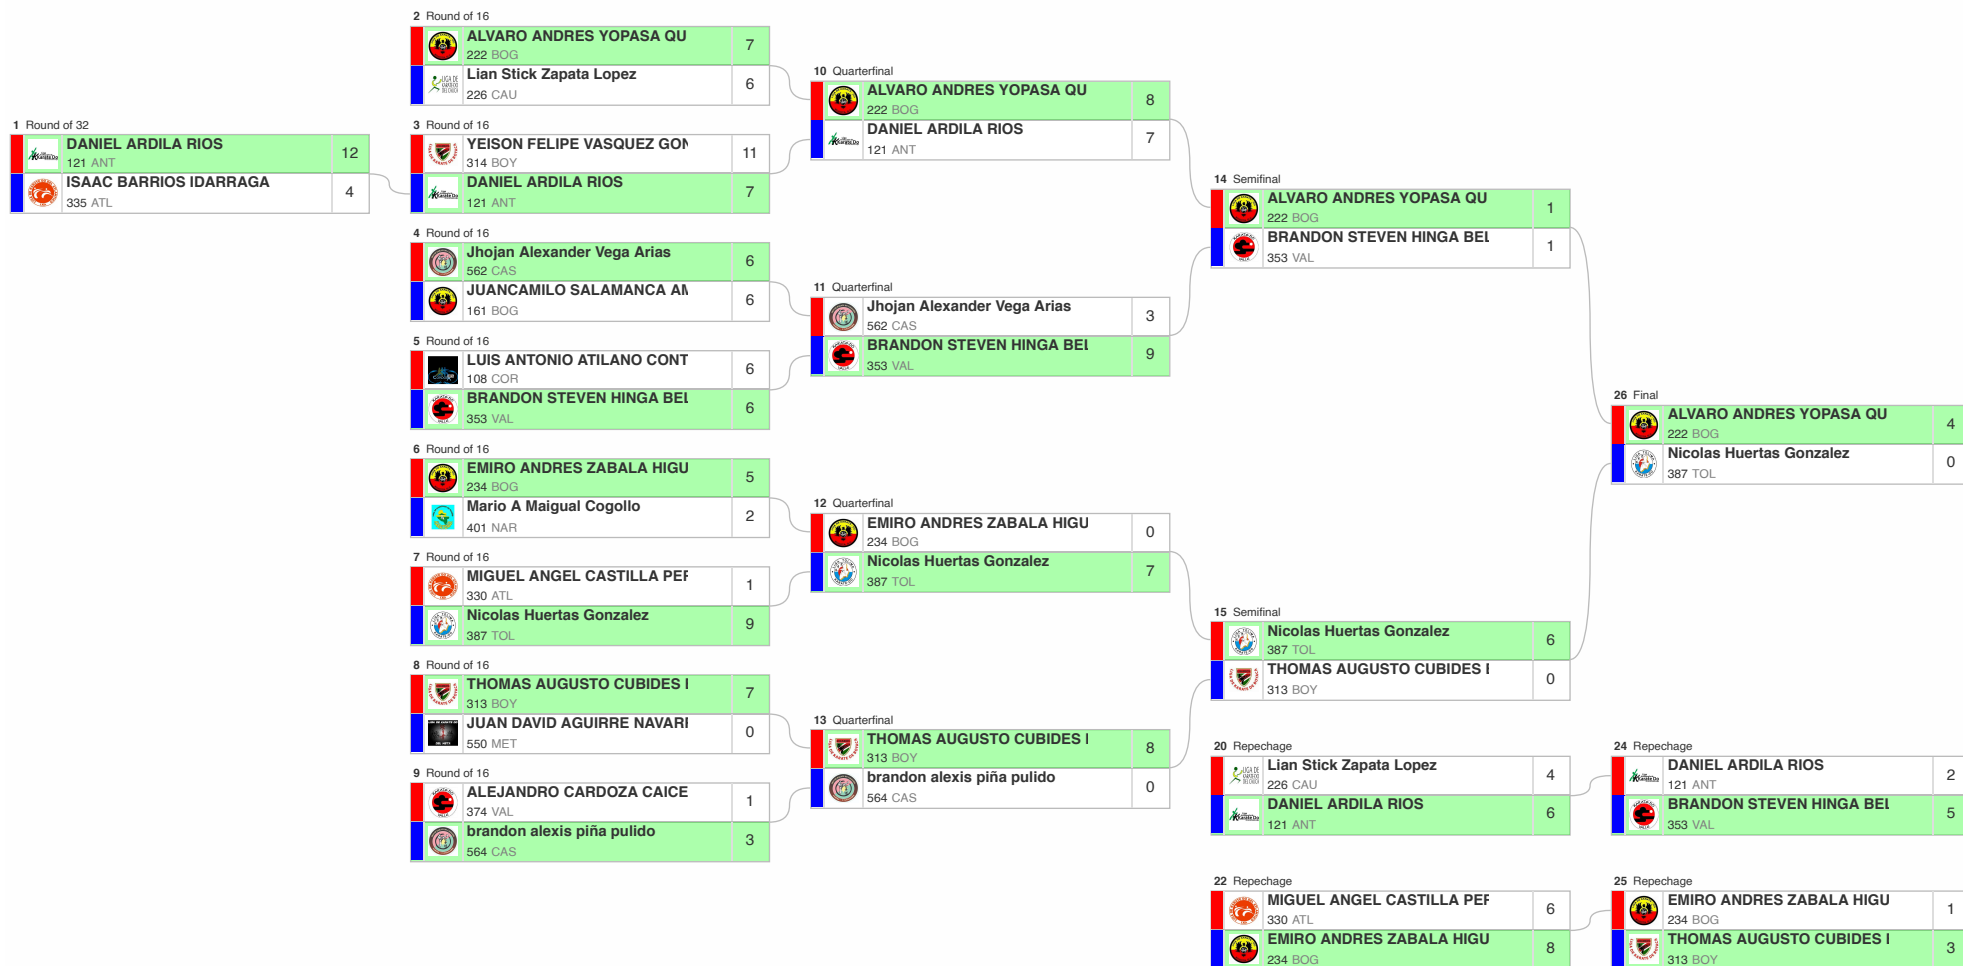 1 Round of 32
DANIEL ARDILA RIOS 12
121 ANT
ISAAC BARRIOS IDARRAGA 4
335 ATL
2 Round of 16
ALVARO ANDRES YOPASA QU 7
222 BOG
Lian Stick Zapata Lopez 6
226 CAU
3 Round of 16
YEISON FELIPE VASQUEZ GON 11
314 BOY
DANIEL ARDILA RIOS 7
121 ANT
4 Round of 16
Jhojan Alexander Vega Arias 6
562 CAS
JUANCAMILO SALAMANCA AM 6
161 BOG
5 Round of 16
LUIS ANTONIO ATILANO CONT 6
108 COR
BRANDON STEVEN HINGA BEL 6
353 VAL
6 Round of 16
EMIRO ANDRES ZABALA HIGU 5
234 BOG
Mario A Maigual Cogollo 2
401 NAR
7 Round of 16
MIGUEL ANGEL CASTILLA PER 1
330 ATL
Nicolas Huertas Gonzalez 9
387 TOL
8 Round of 16
THOMAS AUGUSTO CUBIDES 7
313 BOY
JUAN DAVID AGUIRRE NAVARR 0
550 MET
9 Round of 16
ALEJANDRO CARDOZA CAICE 1
374 VAL
brandon alexis piña pulido 3
564 CAS
10 Quarterfinal
ALVARO ANDRES YOPASA QU 8
222 BOG
DANIEL ARDILA RIOS 7
121 ANT
11 Quarterfinal
Jhojan Alexander Vega Arias 3
562 CAS
BRANDON STEVEN HINGA BEL 9
353 VAL
12 Quarterfinal
EMIRO ANDRES ZABALA HIGU 0
234 BOG
Nicolas Huertas Gonzalez 7
387 TOL
13 Quarterfinal
THOMAS AUGUSTO CUBIDES 8
313 BOY
brandon alexis piña pulido 0
564 CAS
14 Semifinal
ALVARO ANDRES YOPASA QU 1
222 BOG
BRANDON STEVEN HINGA BEL 1
353 VAL
15 Semifinal
Nicolas Huertas Gonzalez 6
387 TOL
THOMAS AUGUSTO CUBIDES 0
313 BOY
26 Final
ALVARO ANDRES YOPASA QU 4
222 BOG
Nicolas Huertas Gonzalez 0
387 TOL
20 Repechage
Lian Stick Zapata Lopez 4
226 CAU
DANIEL ARDILA RIOS 6
121 ANT
24 Repechage
DANIEL ARDILA RIOS 2
121 ANT
BRANDON STEVEN HINGA BEL 5
353 VAL
22 Repechage
MIGUEL ANGEL CASTILLA PER 6
330 ATL
EMIRO ANDRES ZABALA HIGU 8
234 BOG
25 Repechage
EMIRO ANDRES ZABALA HIGU 1
234 BOG
THOMAS AUGUSTO CUBIDES 3
313 BOY